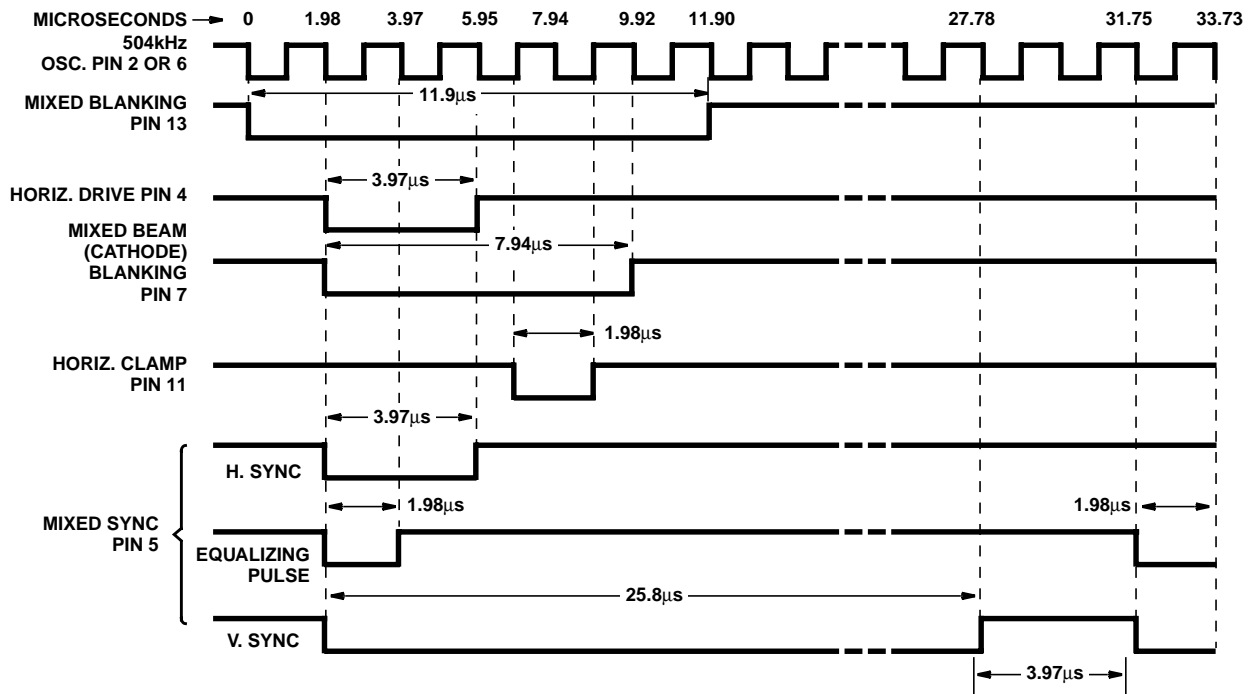 MICROSECONDS 0 1.98 3.97 5.95 7.94 9.92 11.90 27.78 31.75 33.73
504kHz
OSC. PIN 2 OR 6
11.9µs
MIXED BLANKING
PIN 13
3.97µs
HORIZ. DRIVE PIN 4
MIXED BEAM
(CATHODE)
BLANKING
PIN 7
7.94µs
1.98µs
HORIZ. CLAMP
PIN 11
3.97µs
H. SYNC
1.98µs 1.98µs
MIXED SYNC
PIN 5
EQUALIZING
PULSE
25.8µs
V. SYNC
3.97µs